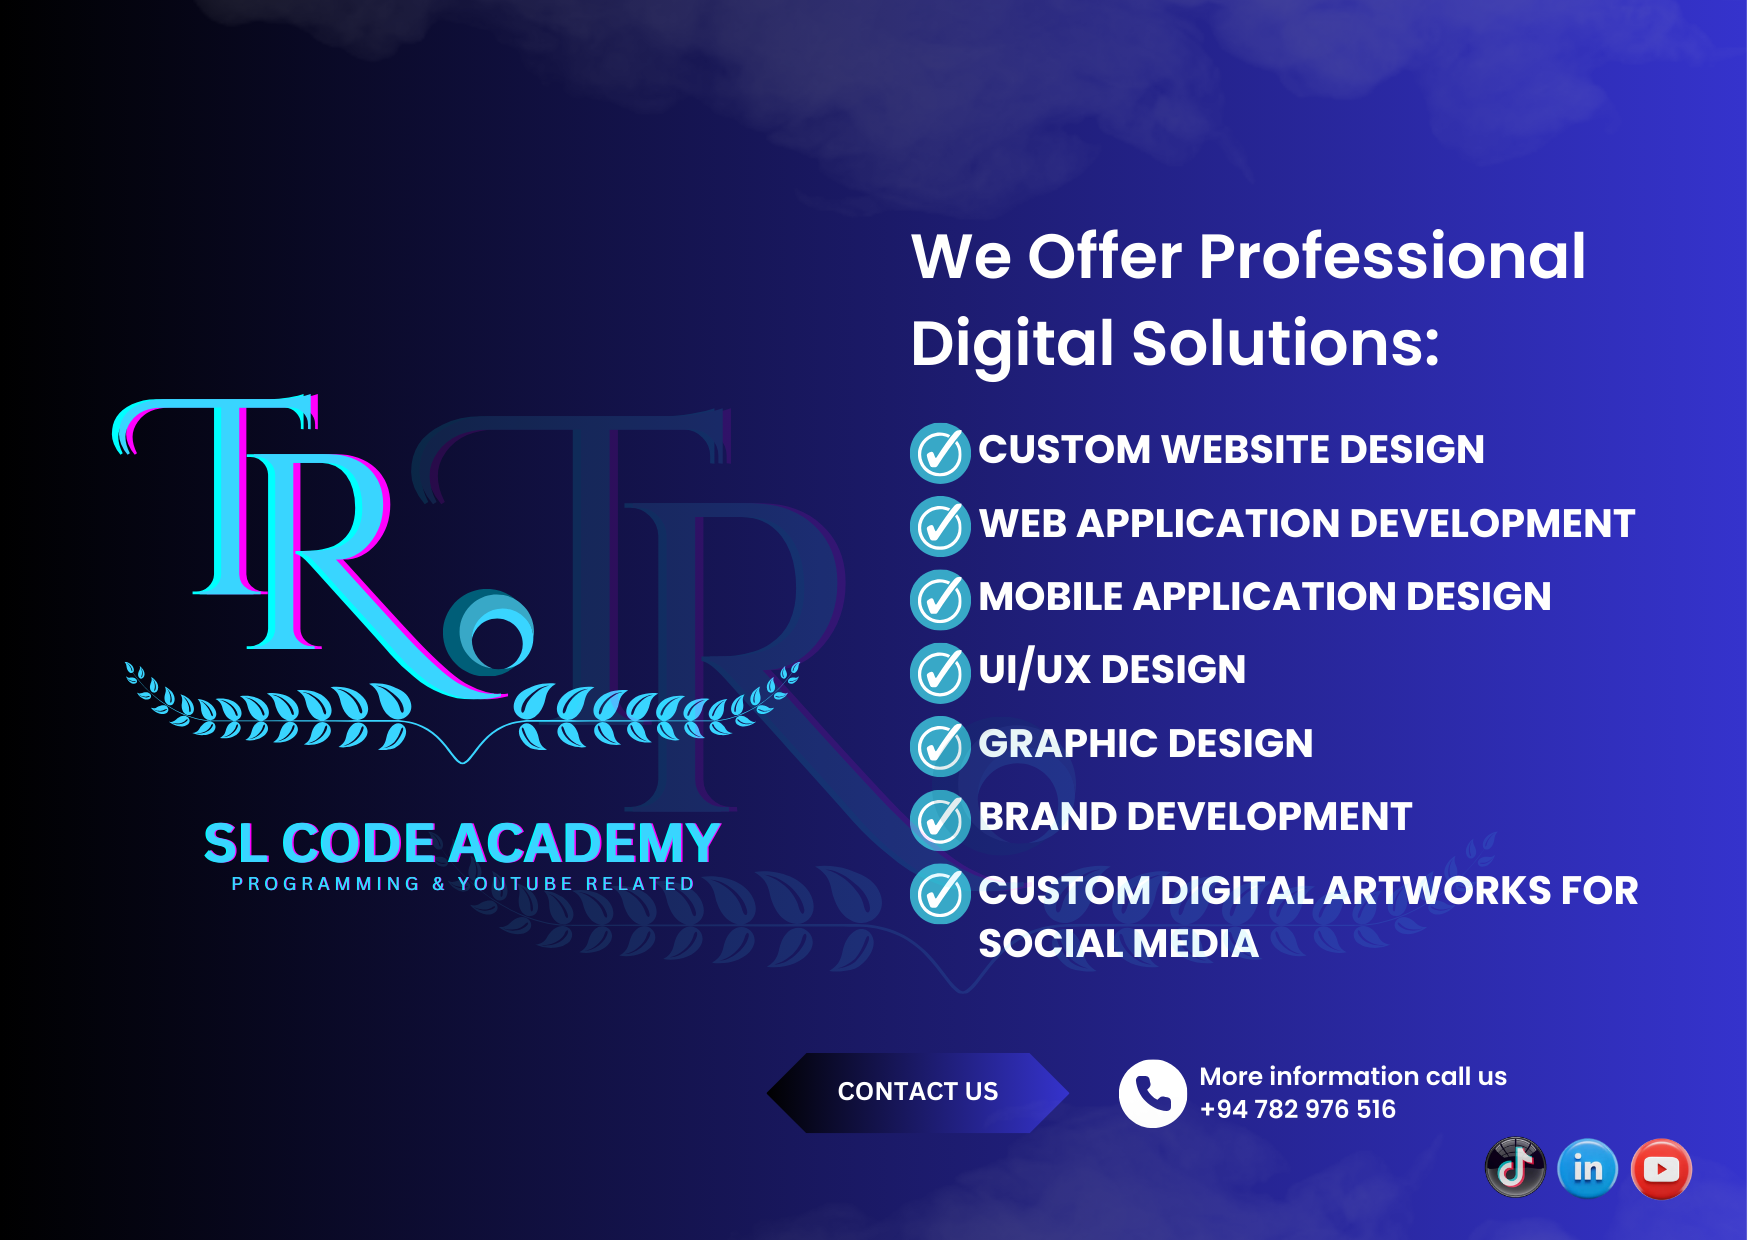 TR.
SL CODE ACADEMY
PROGRAMMING & YOUTUBE RELATED
We Offer Professional
Digital Solutions:
CUSTOM WEBSITE DESIGN
WEB APPLICATION DEVELOPMENT
MOBILE APPLICATION DESIGN
UI/UX DESIGN
GRAPHIC DESIGN
BRAND DEVELOPMENT
CUSTOM DIGITAL ARTWORKS FOR
SOCIAL MEDIA
CONTACT US
More information call us
+94 782 976 516
in